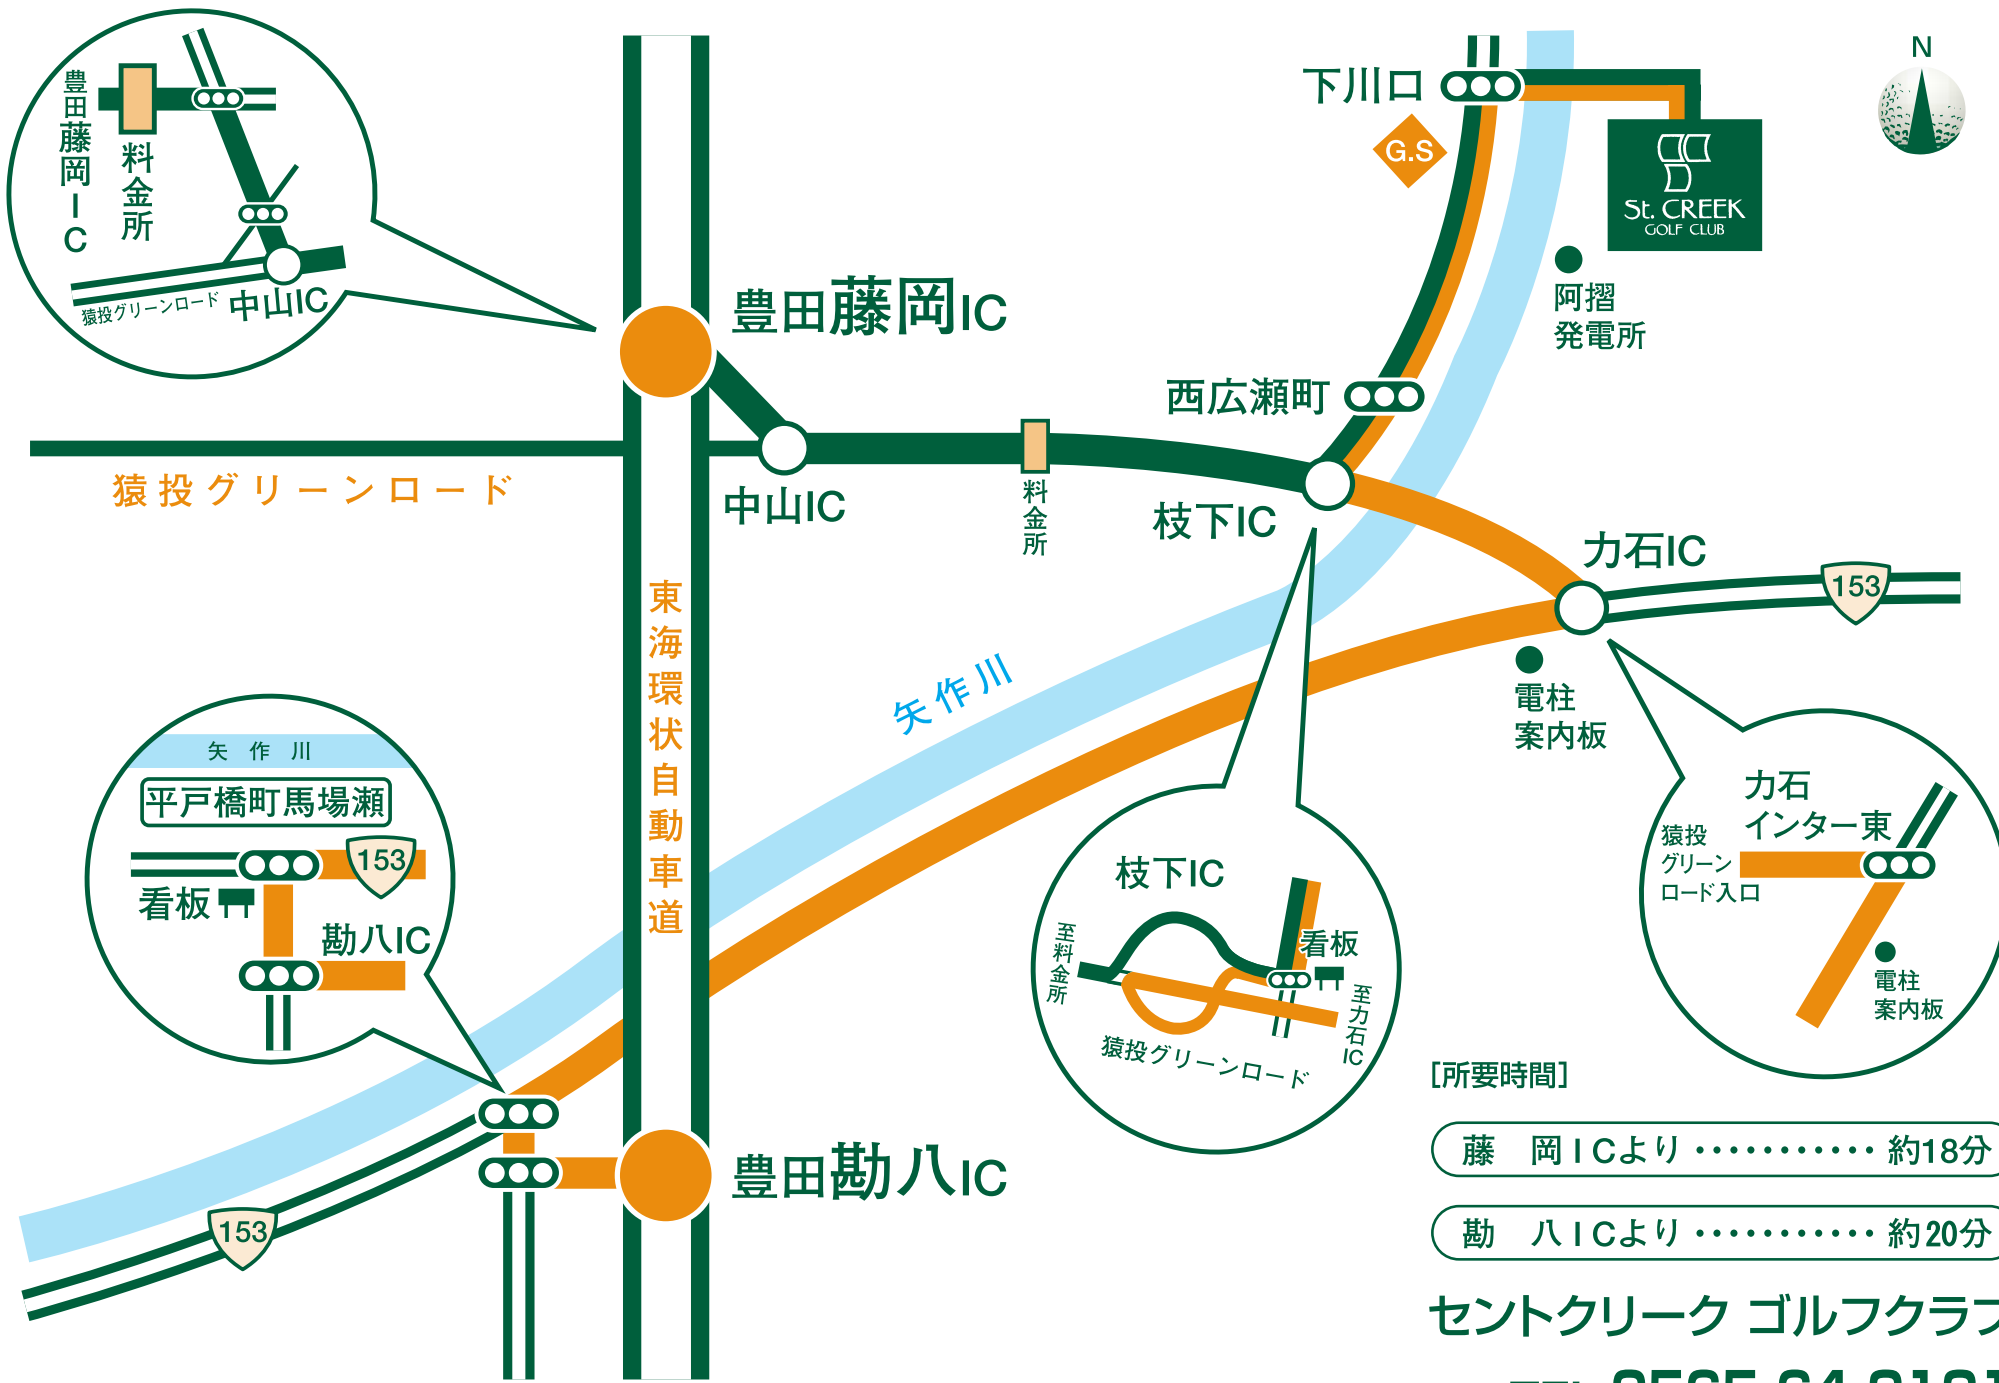 豊田藤岡IC
料金所
猿投グリーンロード
中山IC
下川口
N
G.S
St. CREEK
GOLF CLUB
阿摺
発電所
豊田藤岡IC
西広瀬町
猿投グリーンロード
中山IC
料金所
枝下IC
力石IC
153
東海環状自動車道
矢作川
電柱
案内板
矢作川
平戸橋町馬場瀬
153
看板
勘八IC
枝下IC
至料金所
看板
至力石IC
猿投グリーンロード
力石
インター東
猿投
グリーン
ロード入口
電柱
案内板
153
豊田勘八IC
[所要時間]
藤 岡 I Cより ・・・・・・・・・・・ 約18分
勘 八 I Cより ・・・・・・・・・・・ 約20分
セントクリーク ゴルフクラブ